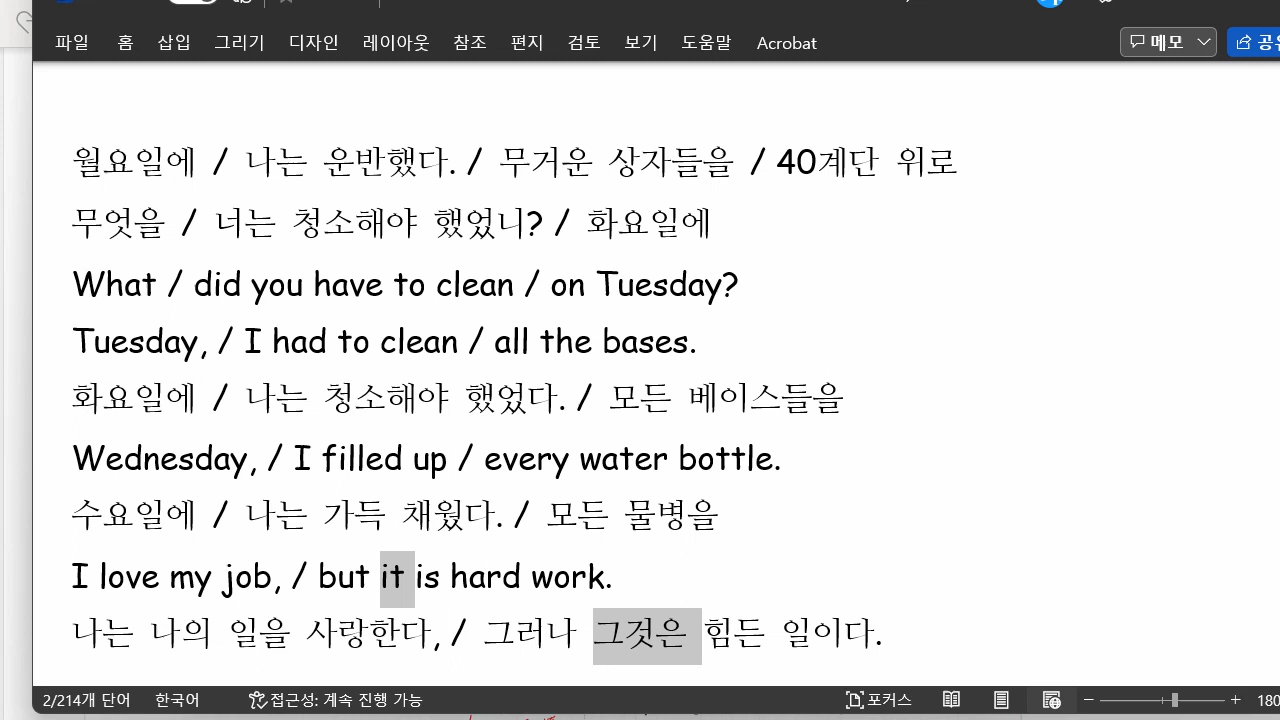 파일 홈 삽입 그리기 디자인 레이아웃 참조 편지 검토 보기 도움말 Acrobat 메모
월요일에 / 나는 운반했다. / 무거운 상자들을 / 40계단 위로
무엇을 / 너는 청소해야 했었니? / 화요일에
What / did you have to clean / on Tuesday?
Tuesday, / I had to clean / all the bases.
화요일에 / 나는 청소해야 했었다. / 모든 베이스들을
Wednesday, / I filled up / every water bottle.
수요일에 / 나는 가득 채웠다. / 모든 물병을
I love my job, / but it is hard work.
나는 나의 일을 사랑한다, / 그러나 그것은 힘든 일이다.
2/214개 단어 한국어 접근성: 계속 진행 가능 포커스 180